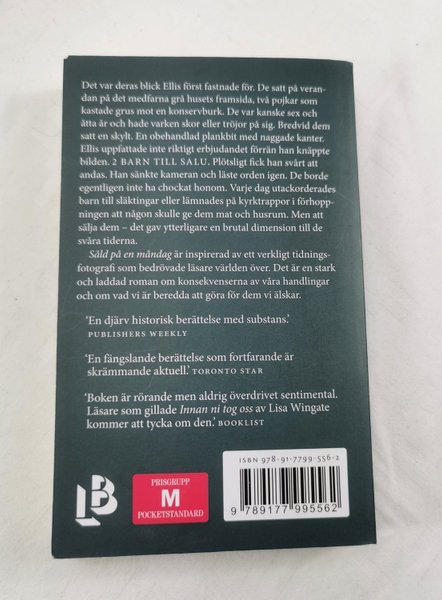 Det var deras blick Ellis först fastnade för. De satt på veran-
dan på det medfarna grå husets framsida, två pojkar som
kastade grus mot en konservburk. De var kanske sex och
åtta år och hade varken skor eller tröjor på sig. Bredvid dem
satt en skylt. En obehandlad plankbit med naggade kanter.
Ellis uppfattade inte riktigt erbjudandet förrän han knäppte
bilden. 2 BARN TILL SALU. Plötsligt fick han svårt att
andas. Han sänkte kameran och läste orden igen. De borde
egentligen inte ha chockat honom. Varje dag utackorderades
barn till släktingar eller lämnades på kyrktrappor i förhopp-
ningen att någon skulle ge dem mat och husrum. Men att
sälja dem – det gav ytterligare en brutal dimension till de
svåra tiderna.
Såld på en måndag är inspirerad av ett verkligt tidnings-
fotografi som bedrövade läsare världen över. Det är en stark
och laddad roman om konsekvenserna av våra handlingar
och om vad vi är beredda att göra för dem vi älskar.
'En djärv historisk berättelse med substans.'
PUBLISHERS WEEKLY
'En fängslande berättelse som fortfarande är
skrämmande aktuell.' TORONTO STAR
'Boken är rörande men aldrig överdrivet sentimental.
Läsare som gillade Innan ni tog oss av Lisa Wingate
kommer att tycka om den.' BOOKLIST
ISBN 978-91-7799-556-2
LB
PRISGRUPP
M
POCKETSTANDARD
9 789177 995562